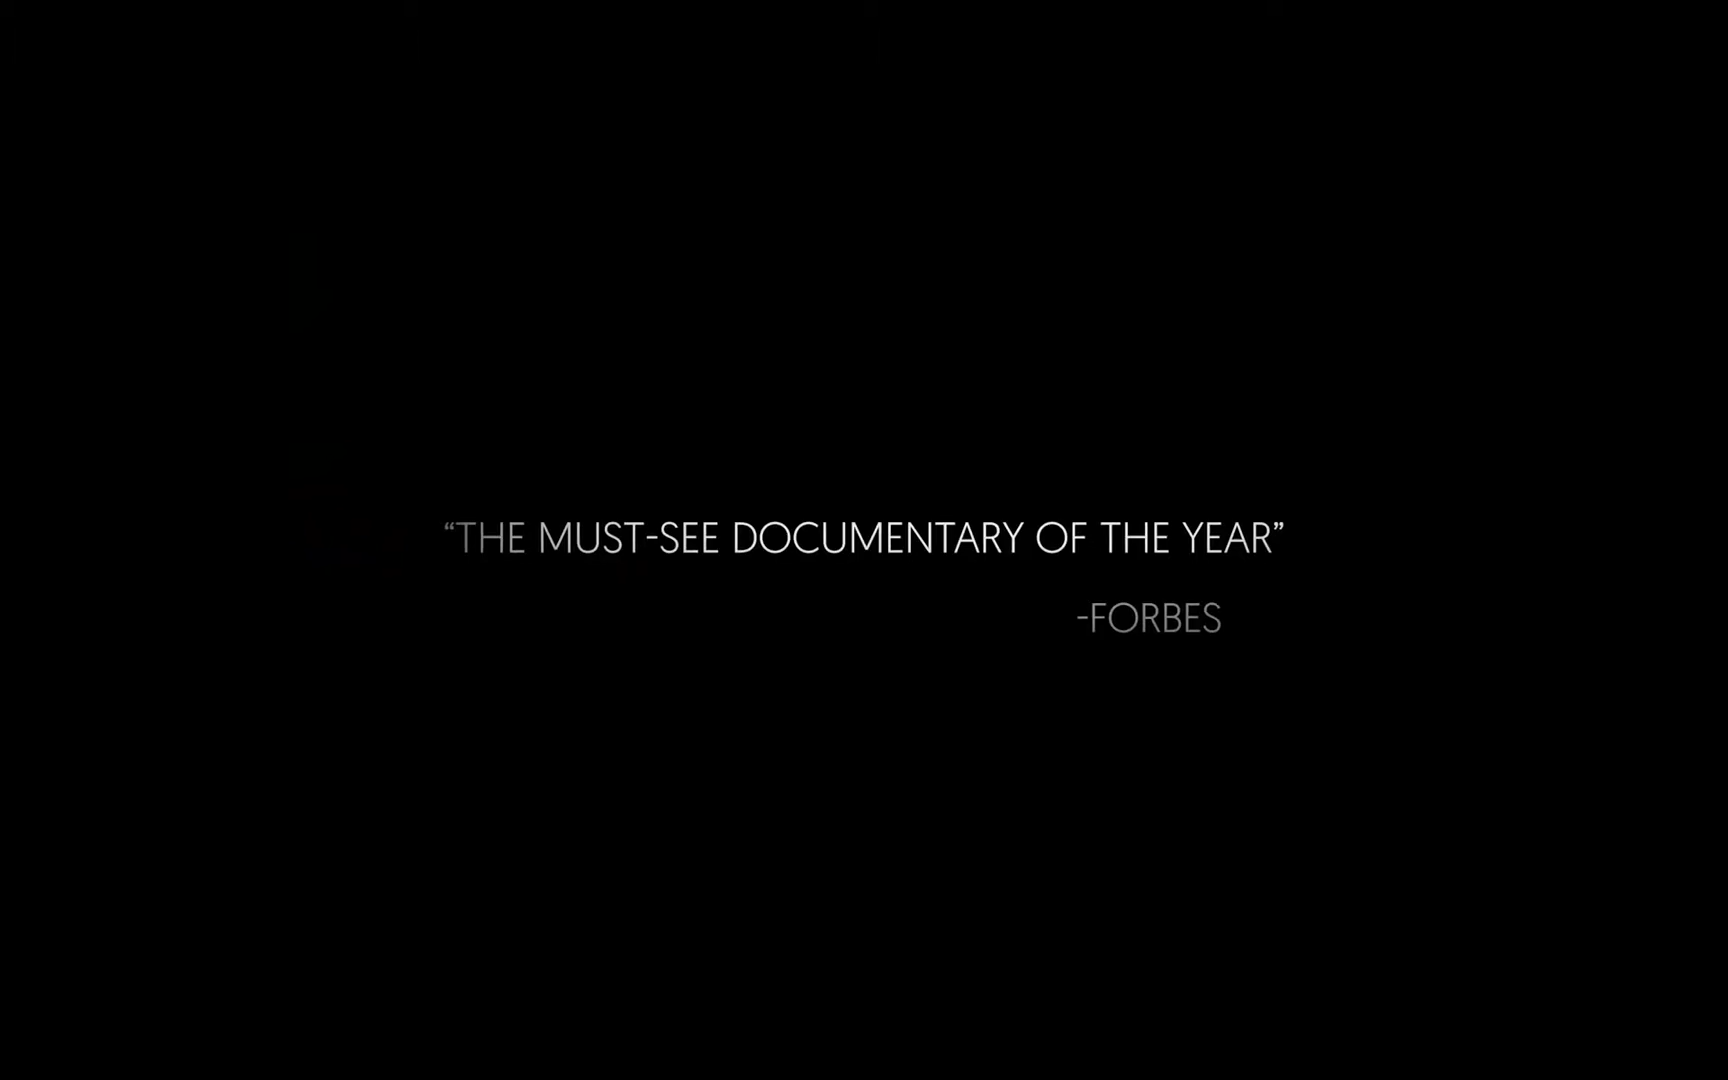 “THE MUST-SEE DOCUMENTARY OF THE YEAR”
-FORBES